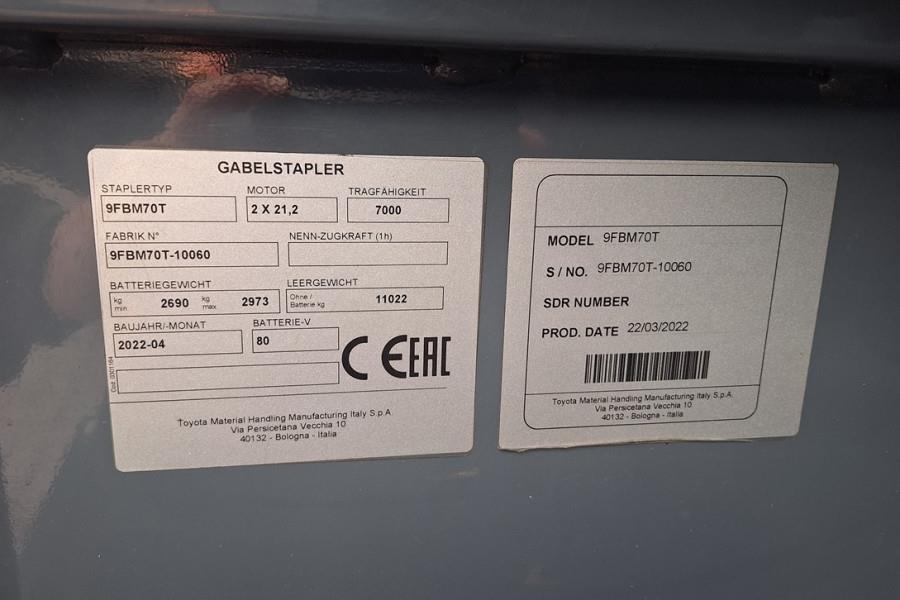 GABELSTAPLER
STAPLERTYP MOTOR TRAGFÄHIGKEIT
9FBM70T 2 X 21,2 7000
FABRIK N° NENN-ZUGKRAFT (1h)
9FBM70T-10060
BATTERIEGEWICHT LEERGEWICHT
kg min 2690 kg max 2973 Ohne / Batterie kg 11022
BAUJAHR/-MONAT BATTERIE-V
2022-04 80
CE EAC
Toyota Material Handling Manufacturing Italy S.p.A
Via Persicetana Vecchia 10
40132 - Bologna - Italia
MODEL 9FBM70T
S / NO. 9FBM70T-10060
SDR NUMBER
PROD. DATE 22/03/2022
Toyota Material Handling Manufacturing Italy S.p.A.
Via Persicetana Vecchia 10
40132 - Bologna - Italia